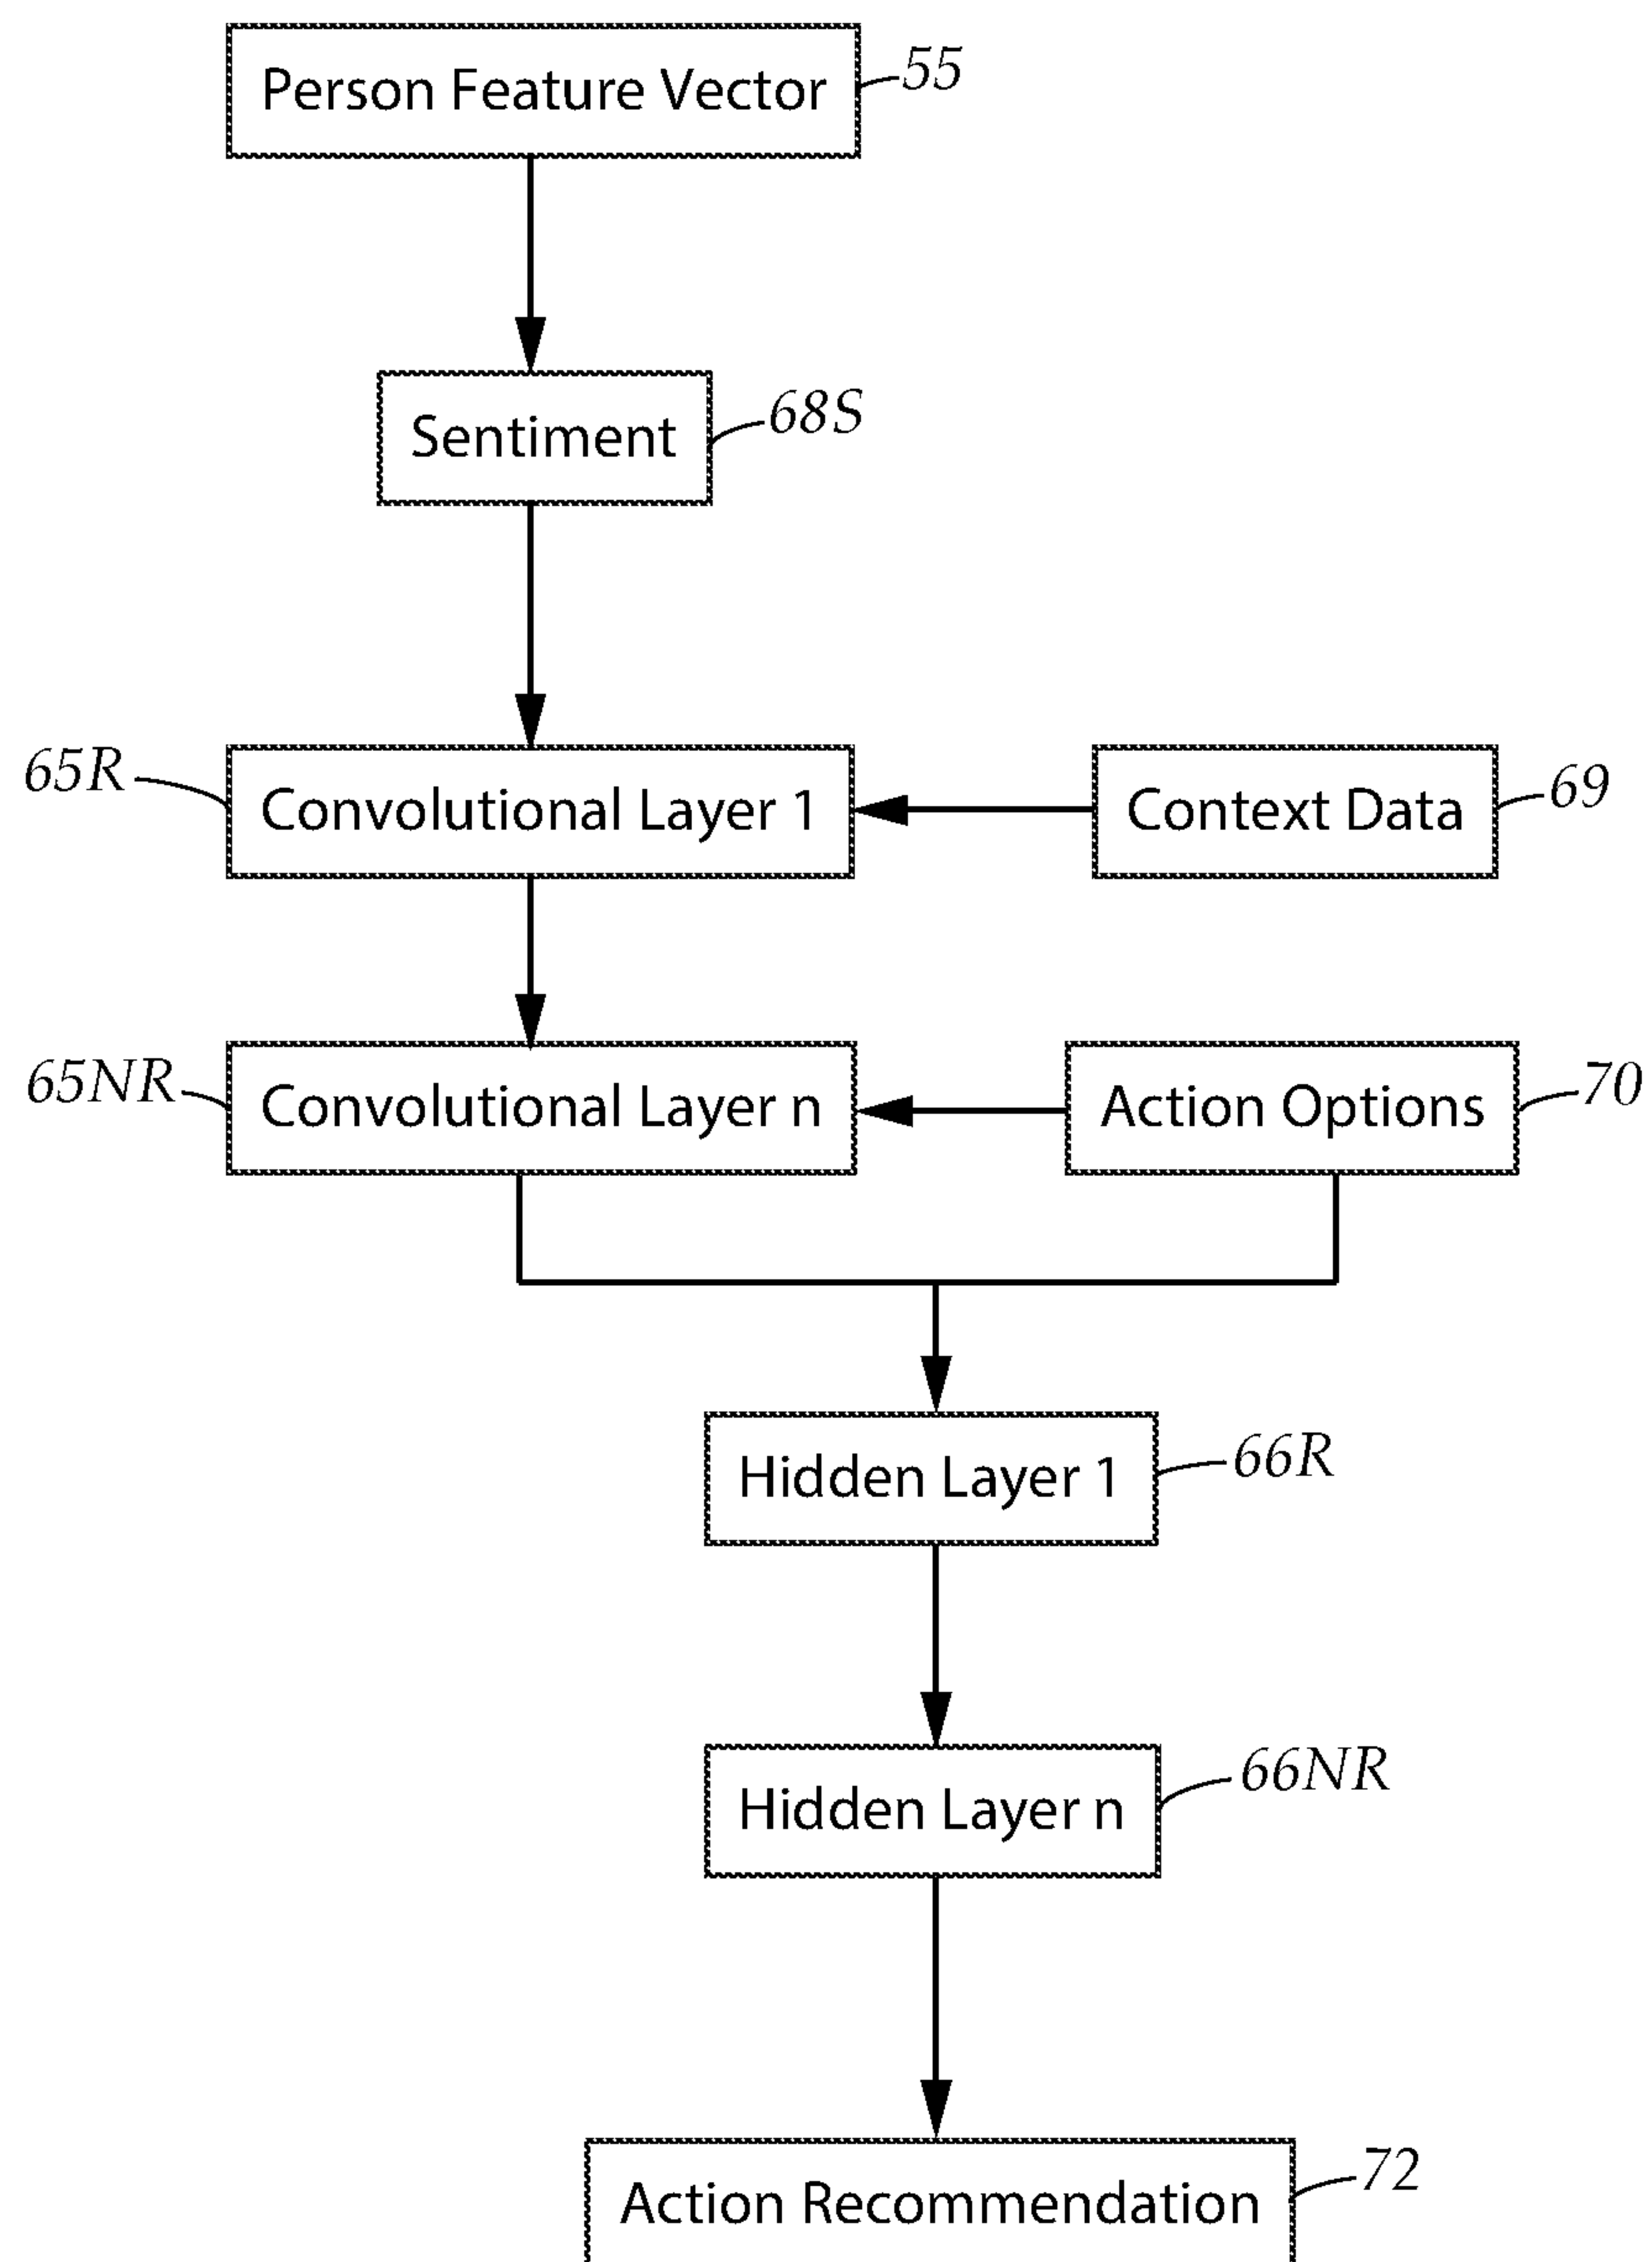 Person Feature Vector
55
Sentiment
68S
65R
Convolutional Layer 1
Context Data
69
65NR
Convolutional Layer n
Action Options
70
Hidden Layer 1
66R
Hidden Layer n
66NR
Action Recommendation
72